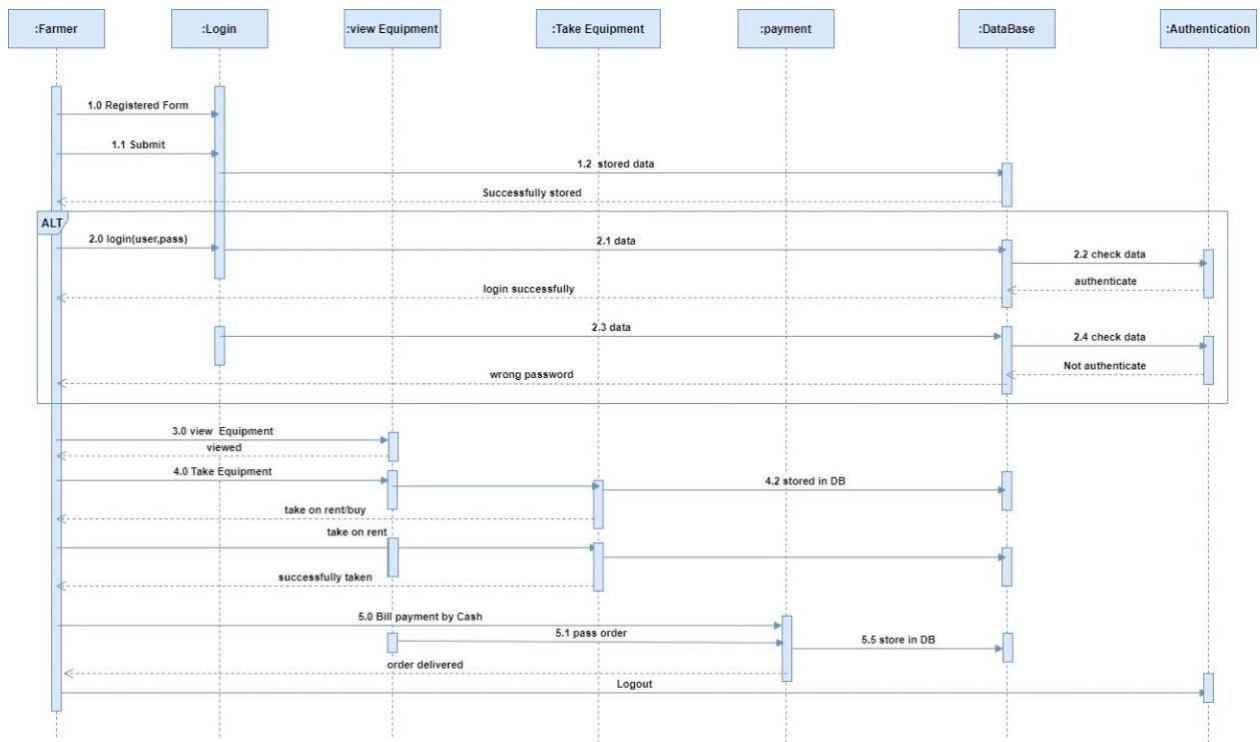 :Farmer
:Login
:view Equipment
:Take Equipment
:payment
:DataBase
:Authentication
1.0 Registered Form
1.1 Submit
1.2 stored data
Successfully stored
ALT
2.0 login(user,pass)
2.1 data
2.2 check data
authenticate
login successfully
2.3 data
2.4 check data
Not authenticate
wrong password
3.0 view Equipment
viewed
4.0 Take Equipment
4.2 stored in DB
take on rent/buy
take on rent
successfully taken
5.0 Bill payment by Cash
5.1 pass order
5.5 store in DB
order delivered
Logout